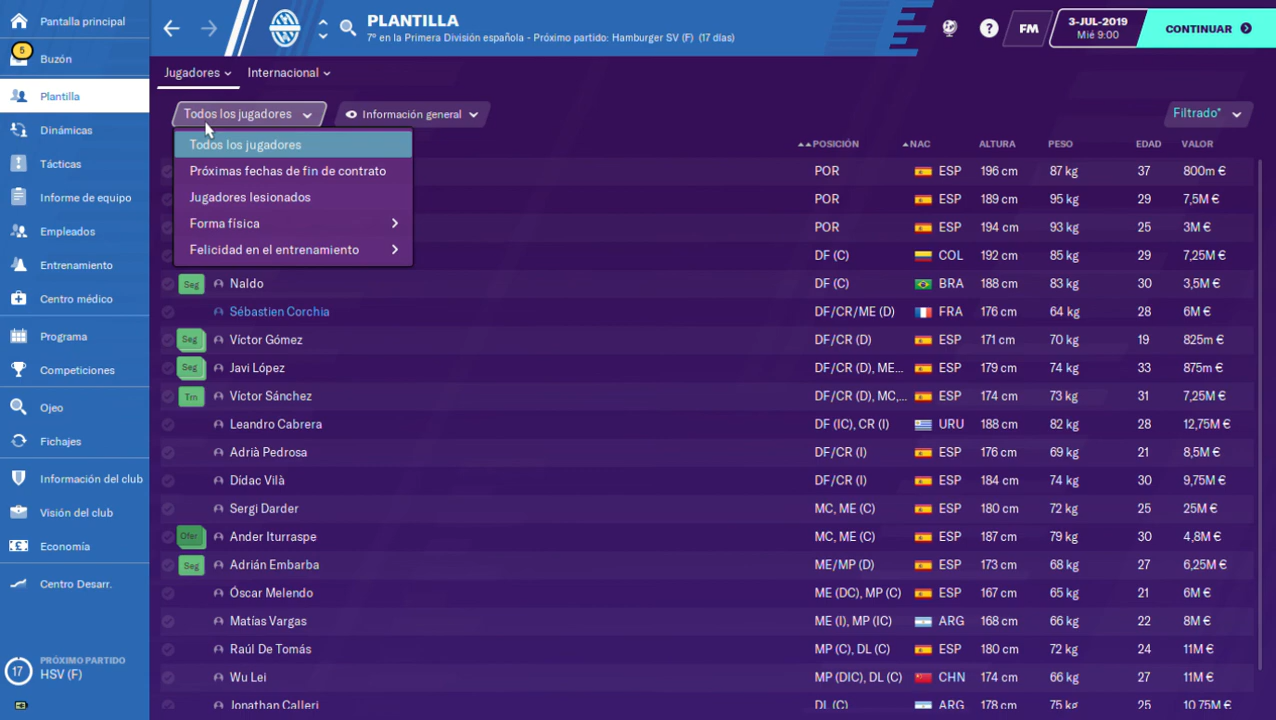 Pantalla principal
5
Buzón
Plantilla
Dinámicas
Tácticas
Informe de equipo
Empleados
Entrenamiento
Centro médico
Programa
Competiciones
Ojeo
Fichajes
Información del club
Visión del club
Economía
Centro Desarr.
17
PRÓXIMO PARTIDO
HSV (F)
PLANTILLA
7º en la Primera División española - Próximo partido: Hamburger SV (F) (17 días)
?
FM
3-JUL-2019
Mié 9:00
CONTINUAR
Jugadores Internacional
Todos los jugadores Información general Filtrado*
Todos los jugadores
Próximas fechas de fin de contrato
Jugadores lesionados
Forma física
Felicidad en el entrenamiento
POSICIÓN NAC ALTURA PESO EDAD VALOR
POR ESP 196 cm 87 kg 37 800m €
POR ESP 189 cm 95 kg 29 7,5M €
POR ESP 194 cm 93 kg 25 3M €
DF (C) COL 192 cm 85 kg 29 7,25M €
Seg Naldo DF (C) BRA 188 cm 83 kg 30 3,5M €
Sébastien Corchia DF/CR/ME (D) FRA 176 cm 64 kg 28 6M €
Seg Víctor Gómez DF/CR (D) ESP 171 cm 70 kg 19 825m €
Seg Javi López DF/CR (D), ME... ESP 179 cm 74 kg 33 875m €
Trn Víctor Sánchez DF/CR (D), MC,... ESP 174 cm 73 kg 31 7,25M €
Leandro Cabrera DF (IC), CR (I) URU 188 cm 82 kg 28 12,75M €
Adrià Pedrosa DF/CR (I) ESP 176 cm 69 kg 21 8,5M €
Dídac Vilà DF/CR (I) ESP 184 cm 74 kg 30 9,75M €
Sergi Darder MC, ME (C) ESP 180 cm 72 kg 25 25M €
Ofer Ander Iturraspe MC, ME (C) ESP 187 cm 79 kg 30 4,8M €
Seg Adrián Embarba ME/MP (D) ESP 173 cm 68 kg 27 6,25M €
Óscar Melendo ME (DC), MP (C) ESP 167 cm 65 kg 21 6M €
Matías Vargas ME (I), MP (IC) ARG 168 cm 66 kg 22 8M €
Raúl De Tomás MP (C), DL (C) ESP 180 cm 72 kg 24 11M €
Wu Lei MP (DIC), DL (C) CHN 174 cm 66 kg 27 11M €
Jonathan Calleri DL (C) ARG 178 cm 75 kg 25 10,75M €